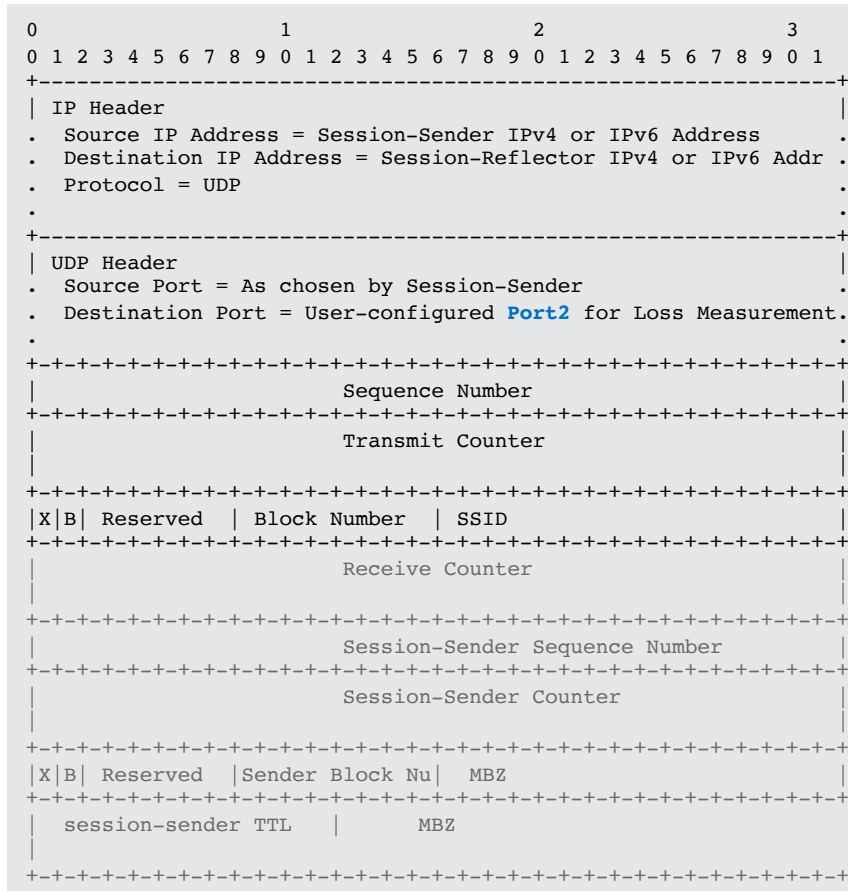 0                   1                   2                   3
0 1 2 3 4 5 6 7 8 9 0 1 2 3 4 5 6 7 8 9 0 1 2 3 4 5 6 7 8 9 0 1
+---------------------------------------------------------------+
| IP Header                                                     |
.  Source IP Address = Session-Sender IPv4 or IPv6 Address      .
.  Destination IP Address = Session-Reflector IPv4 or IPv6 Addr .
.  Protocol = UDP                                               .
.                                                               .
+---------------------------------------------------------------+
| UDP Header                                                    |
.  Source Port = As chosen by Session-Sender                    .
.  Destination Port = User-configured Port2 for Loss Measurement.
.                                                               .
+-+-+-+-+-+-+-+-+-+-+-+-+-+-+-+-+-+-+-+-+-+-+-+-+-+-+-+-+-+-+-+-+
|                        Sequence Number                        |
+-+-+-+-+-+-+-+-+-+-+-+-+-+-+-+-+-+-+-+-+-+-+-+-+-+-+-+-+-+-+-+-+
|                        Transmit Counter                       |
|                                                               |
+-+-+-+-+-+-+-+-+-+-+-+-+-+-+-+-+-+-+-+-+-+-+-+-+-+-+-+-+-+-+-+-+
|X|B| Reserved  | Block Number  | SSID                          |
+-+-+-+-+-+-+-+-+-+-+-+-+-+-+-+-+-+-+-+-+-+-+-+-+-+-+-+-+-+-+-+-+
|                        Receive Counter                        |
|                                                               |
+-+-+-+-+-+-+-+-+-+-+-+-+-+-+-+-+-+-+-+-+-+-+-+-+-+-+-+-+-+-+-+-+
|                        Session-Sender Sequence Number         |
+-+-+-+-+-+-+-+-+-+-+-+-+-+-+-+-+-+-+-+-+-+-+-+-+-+-+-+-+-+-+-+-+
|                        Session-Sender Counter                 |
|                                                               |
+-+-+-+-+-+-+-+-+-+-+-+-+-+-+-+-+-+-+-+-+-+-+-+-+-+-+-+-+-+-+-+-+
|X|B| Reserved  |Sender Block Nu|  MBZ                          |
+-+-+-+-+-+-+-+-+-+-+-+-+-+-+-+-+-+-+-+-+-+-+-+-+-+-+-+-+-+-+-+-+
|  session-sender TTL   |      MBZ
|
+-+-+-+-+-+-+-+-+-+-+-+-+-+-+-+-+-+-+-+-+-+-+-+-+-+-+-+-+-+-+-+-+